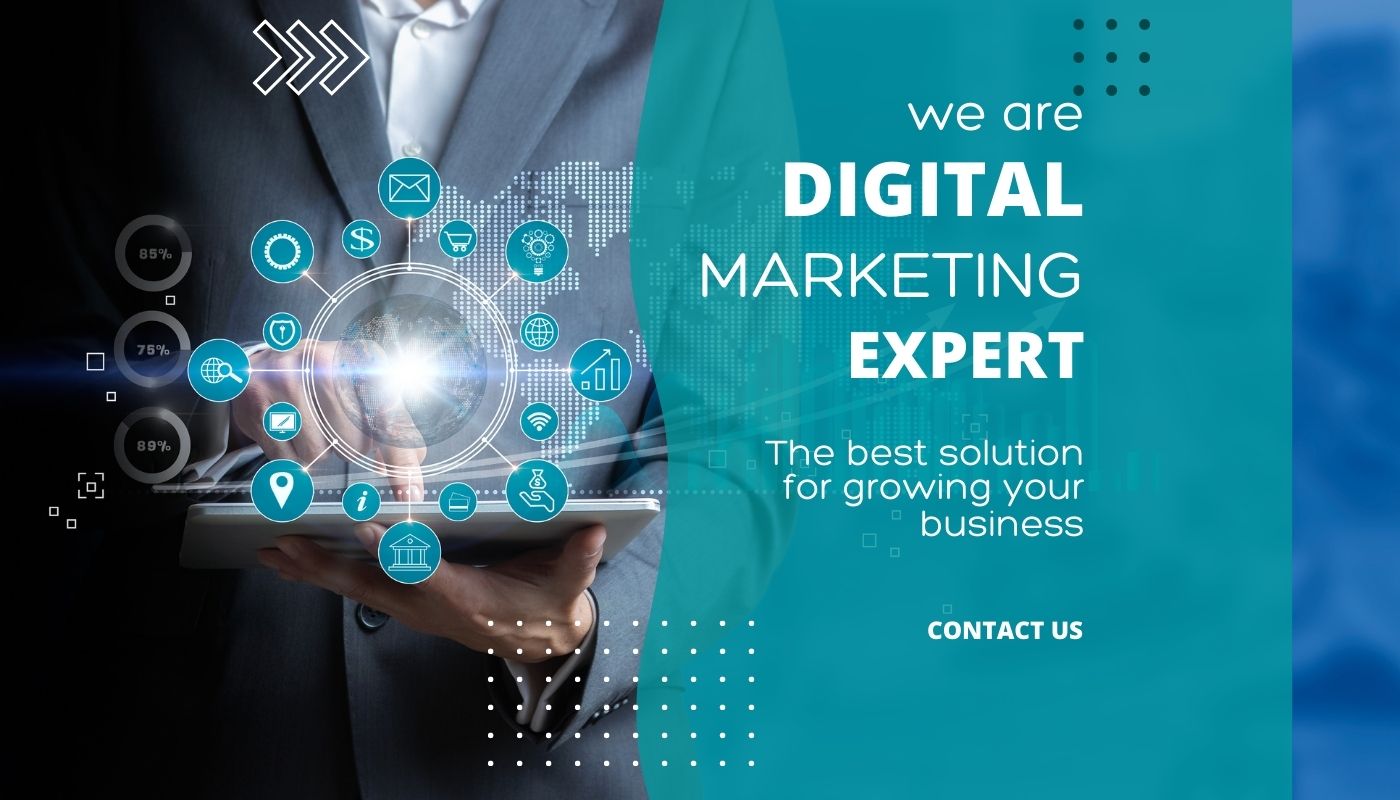 we are
DIGITAL
MARKETING
EXPERT
The best solution
for growing your
business
CONTACT US
85%
75%
89%